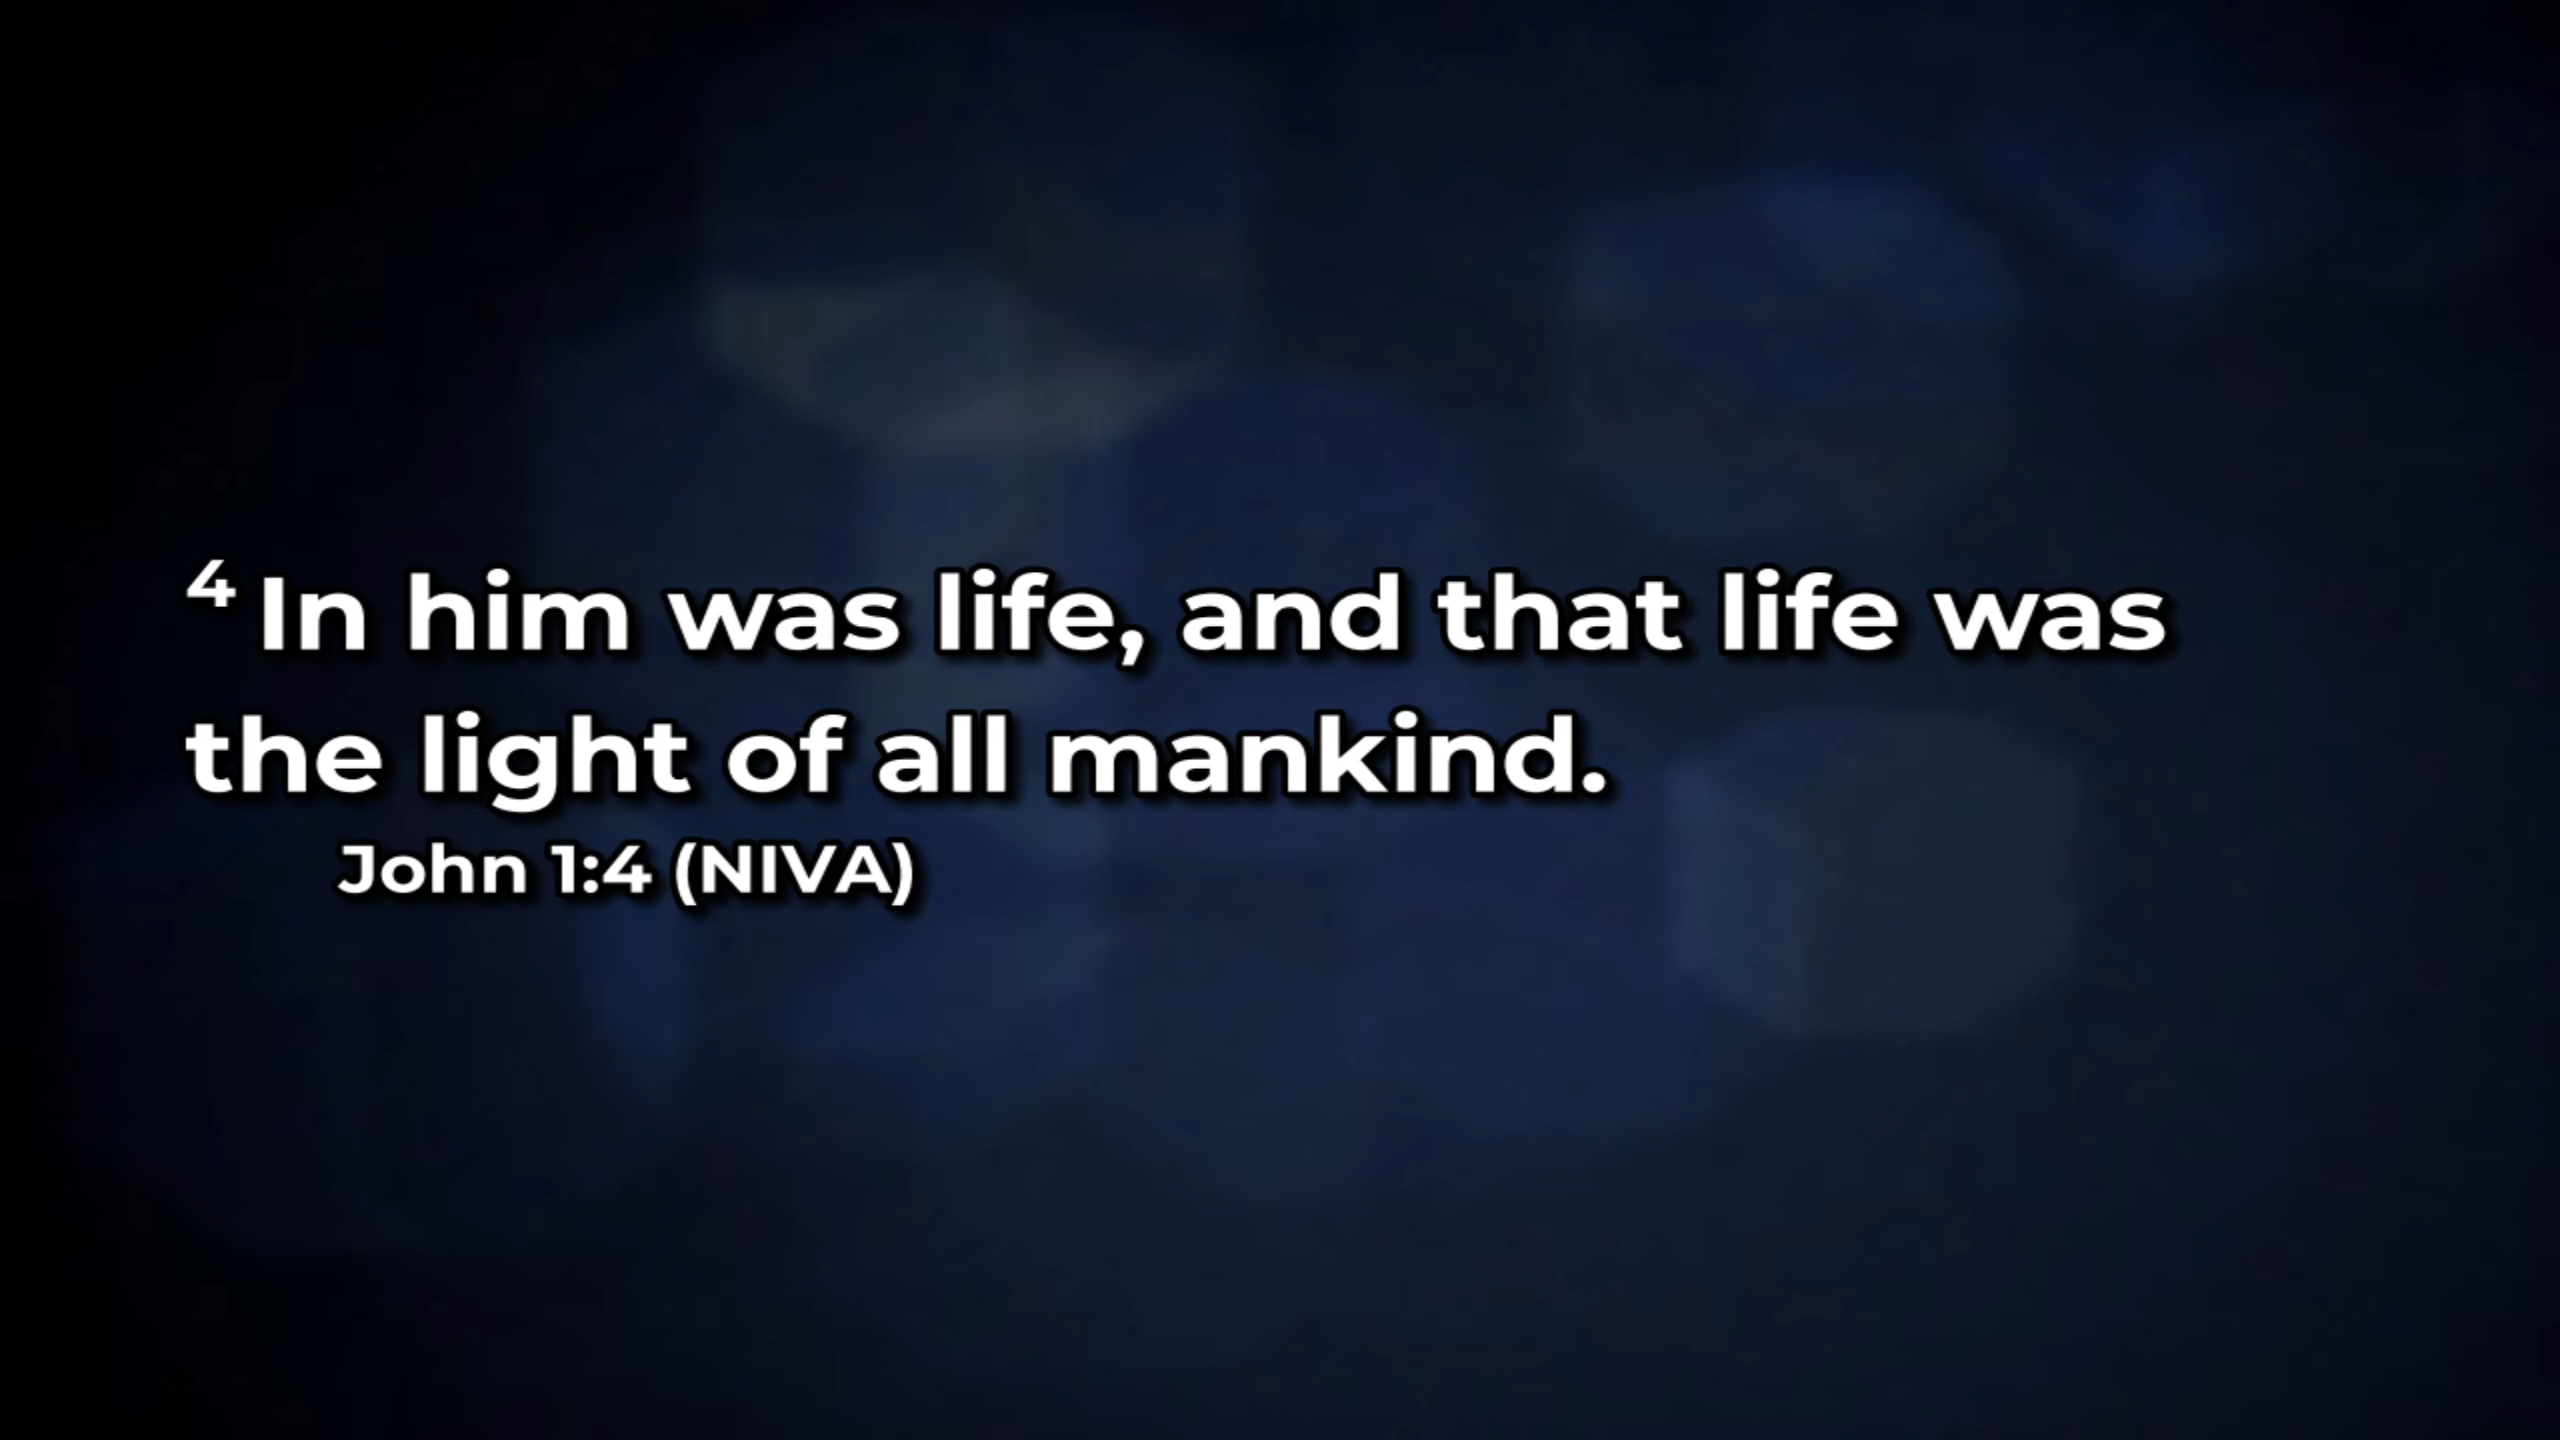 4 In him was life, and that life was
the light of all mankind.
John 1:4 (NIVA)